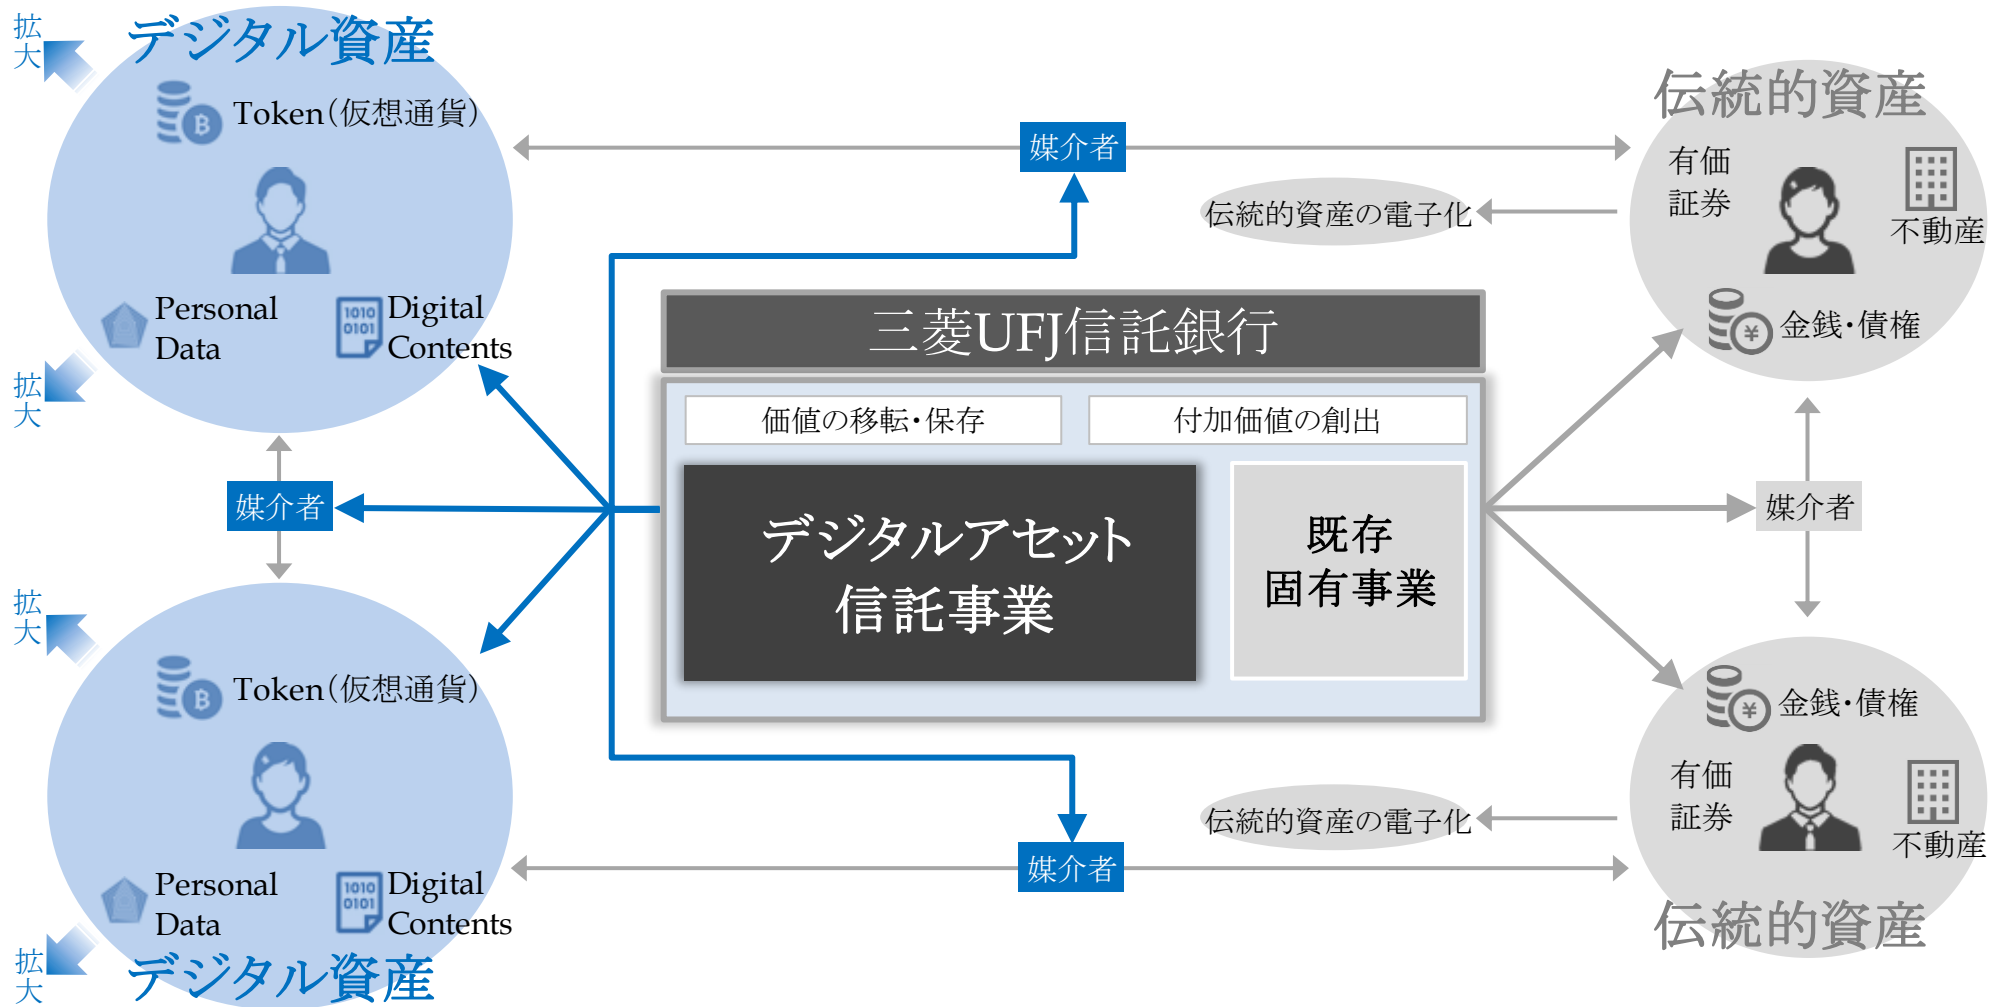 拡大
デジタル資産
Token（仮想通貨）
Personal
Data
Digital
Contents
拡大
媒介者
伝統的資産
有価
証券
不動産
金銭・債権
伝統的資産の電子化
三菱UFJ信託銀行
価値の移転・保存
付加価値の創出
デジタルアセット
信託事業
既存
固有事業
媒介者
媒介者
拡大
Token（仮想通貨）
Personal
Data
Digital
Contents
デジタル資産
拡大
金銭・債権
有価
証券
不動産
伝統的資産の電子化
媒介者
伝統的資産